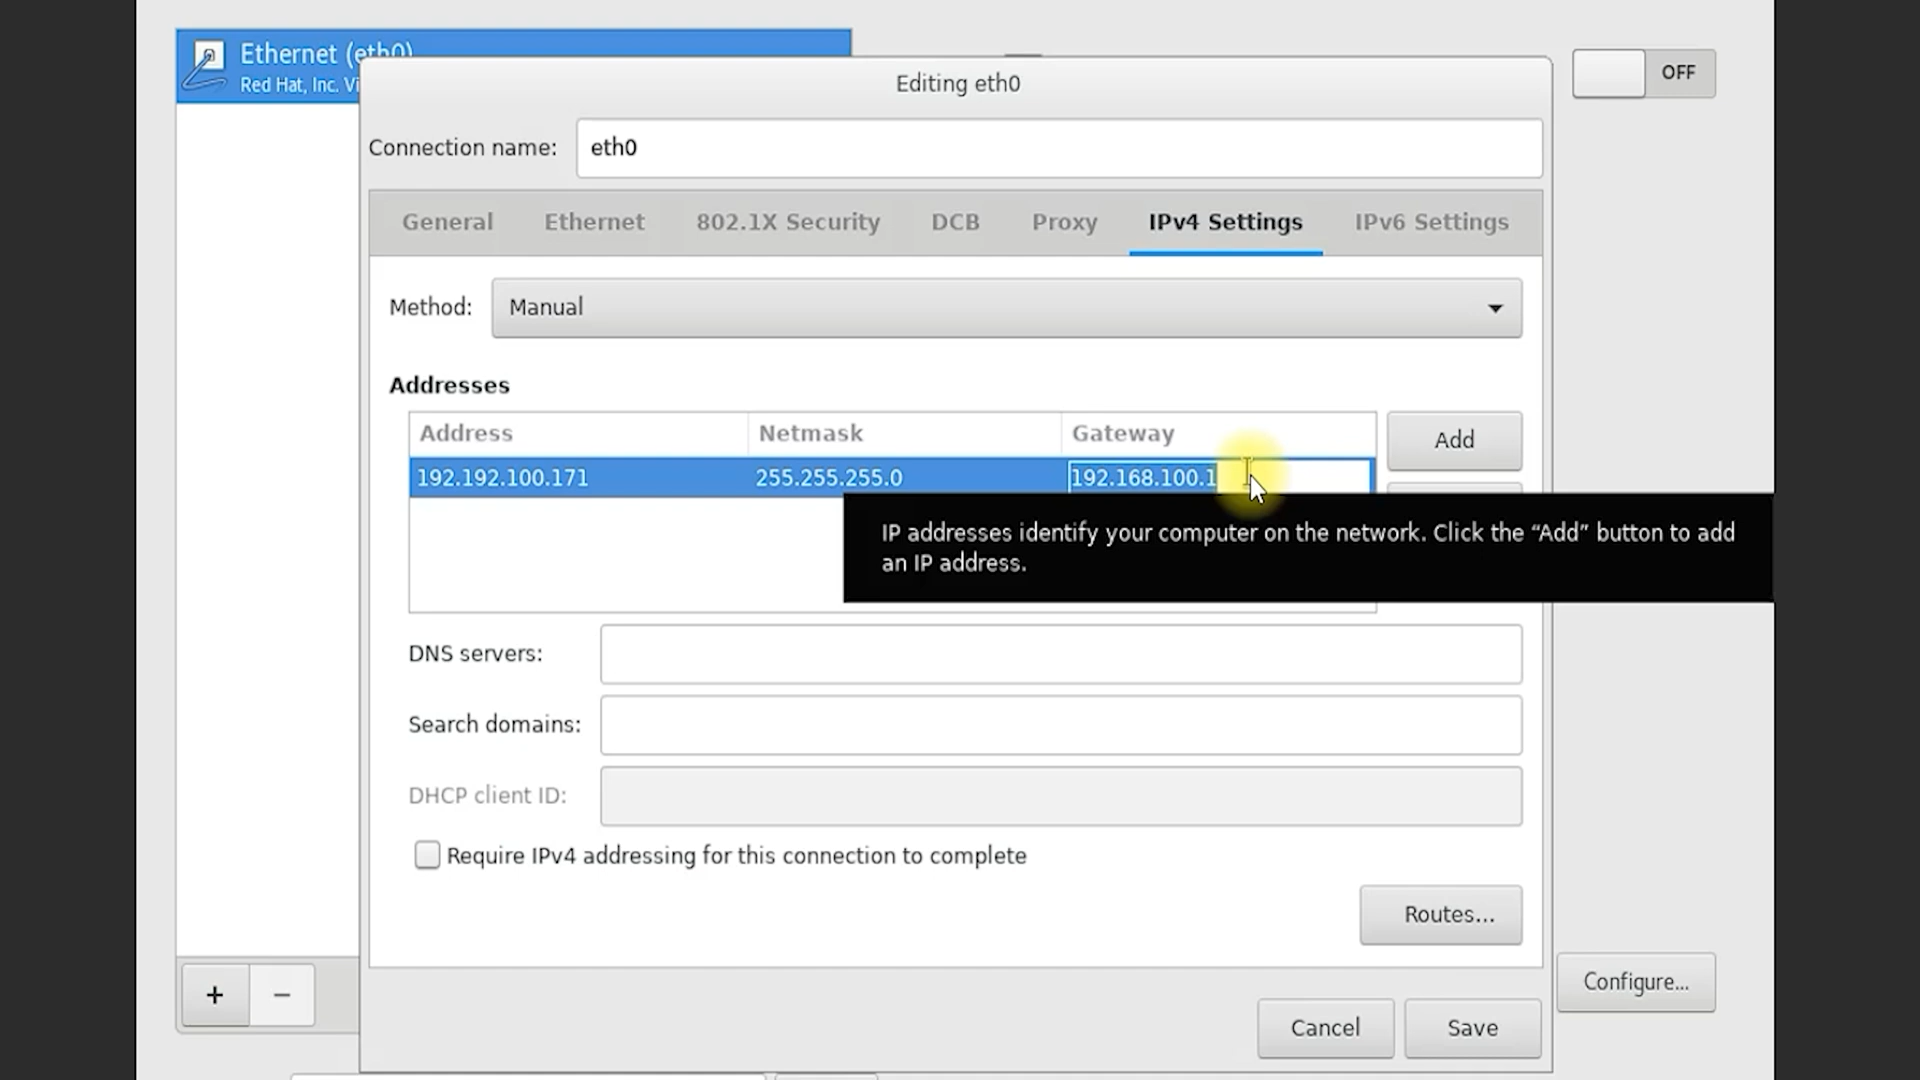 Ethernet (eth0)
Red Hat, Inc. Vi
OFF
Editing eth0
Connection name: eth0
General Ethernet 802.1X Security DCB Proxy IPv4 Settings IPv6 Settings
Method: Manual
Addresses
Address Netmask Gateway
192.192.100.171 255.255.255.0 192.168.100.1
Add
IP addresses identify your computer on the network. Click the “Add” button to add
an IP address.
DNS servers:
Search domains:
DHCP client ID:
Require IPv4 addressing for this connection to complete
Routes...
+ −
Configure...
Cancel Save